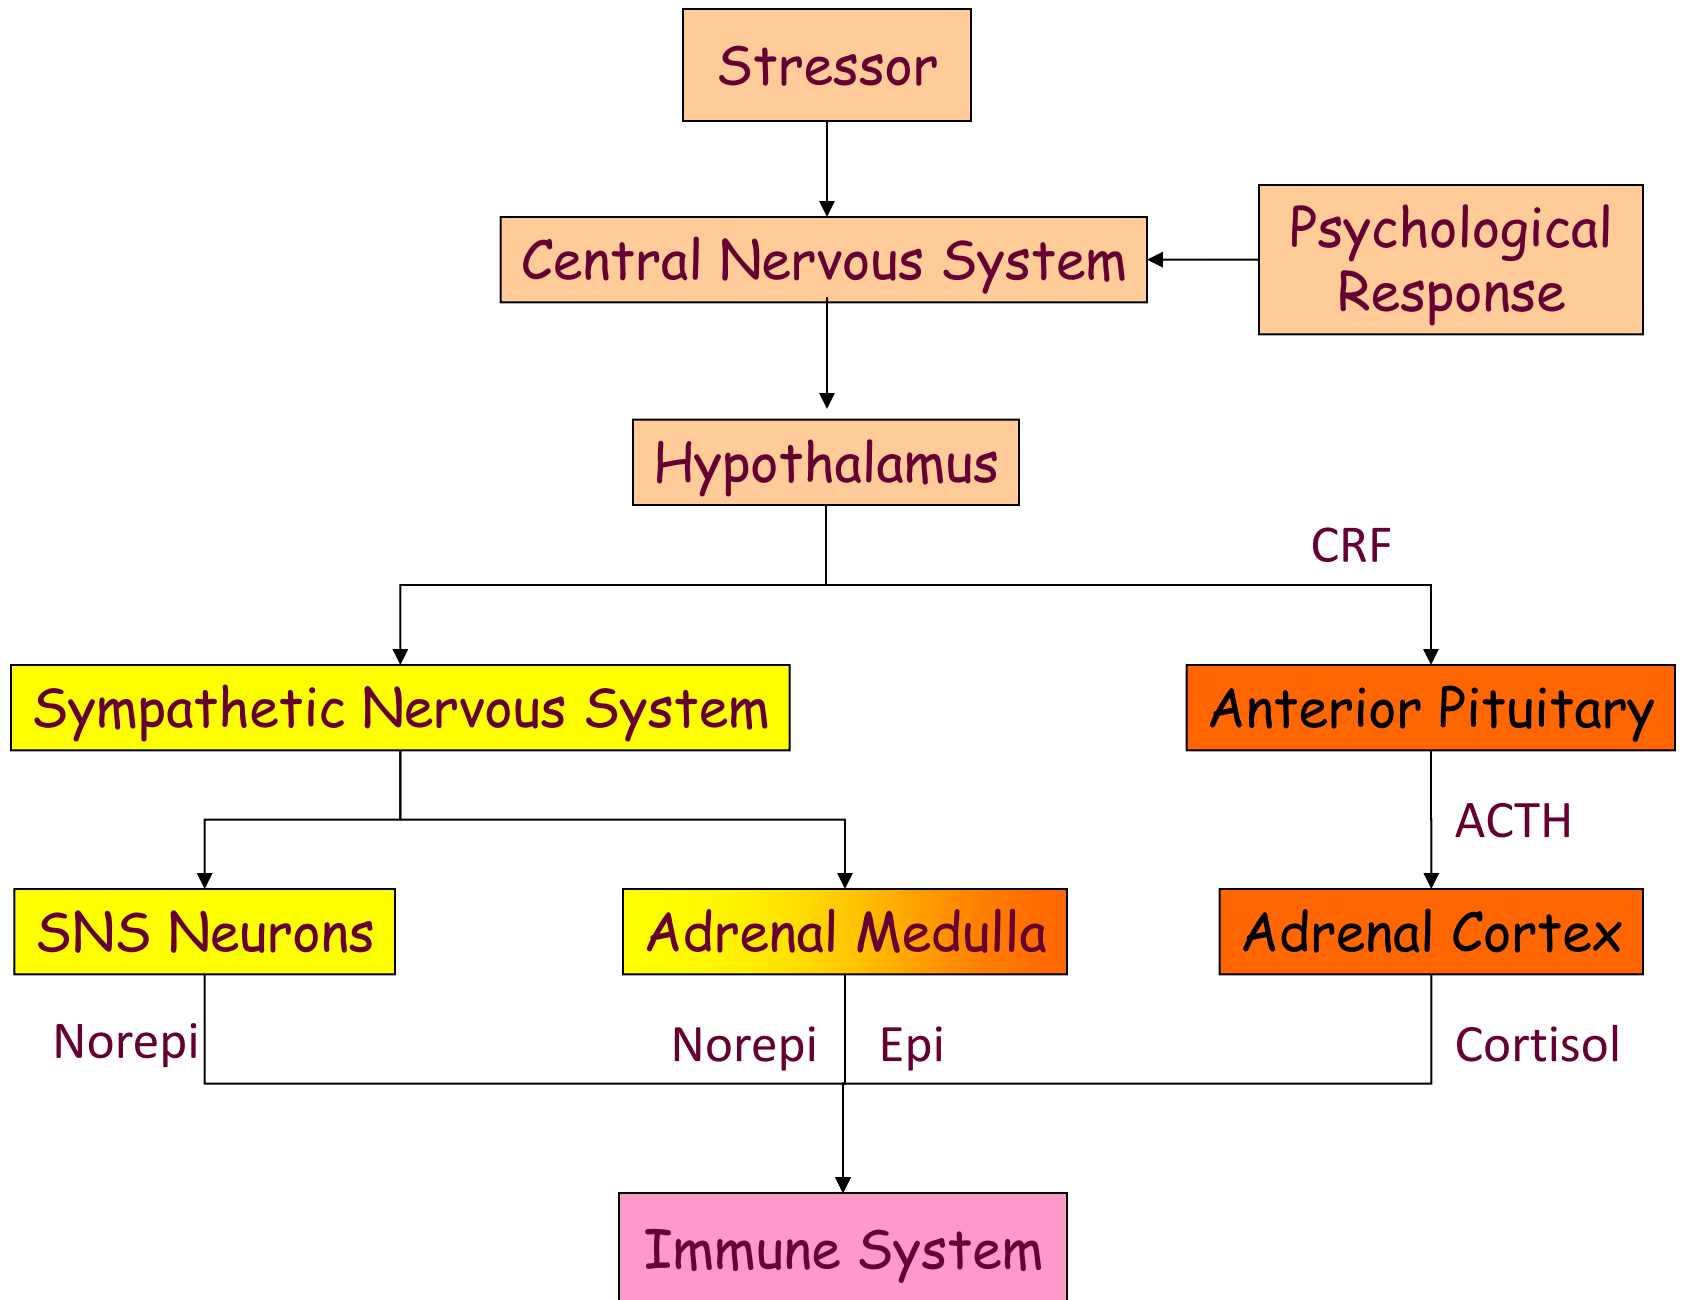 Stressor
Central Nervous System
Psychological
Response
Hypothalamus
CRF
Sympathetic Nervous System
Anterior Pituitary
ACTH
SNS Neurons
Adrenal Medulla
Adrenal Cortex
Norepi
Norepi
Epi
Cortisol
Immune System